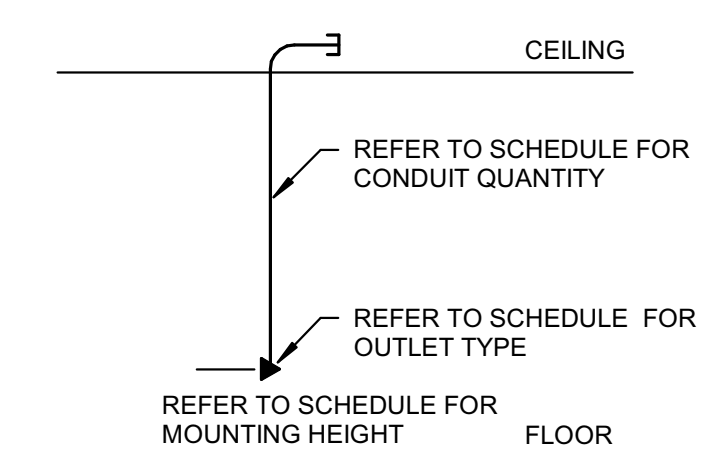 CEILING
REFER TO SCHEDULE FOR
CONDUIT QUANTITY
REFER TO SCHEDULE FOR
OUTLET TYPE
REFER TO SCHEDULE FOR
MOUNTING HEIGHT
FLOOR